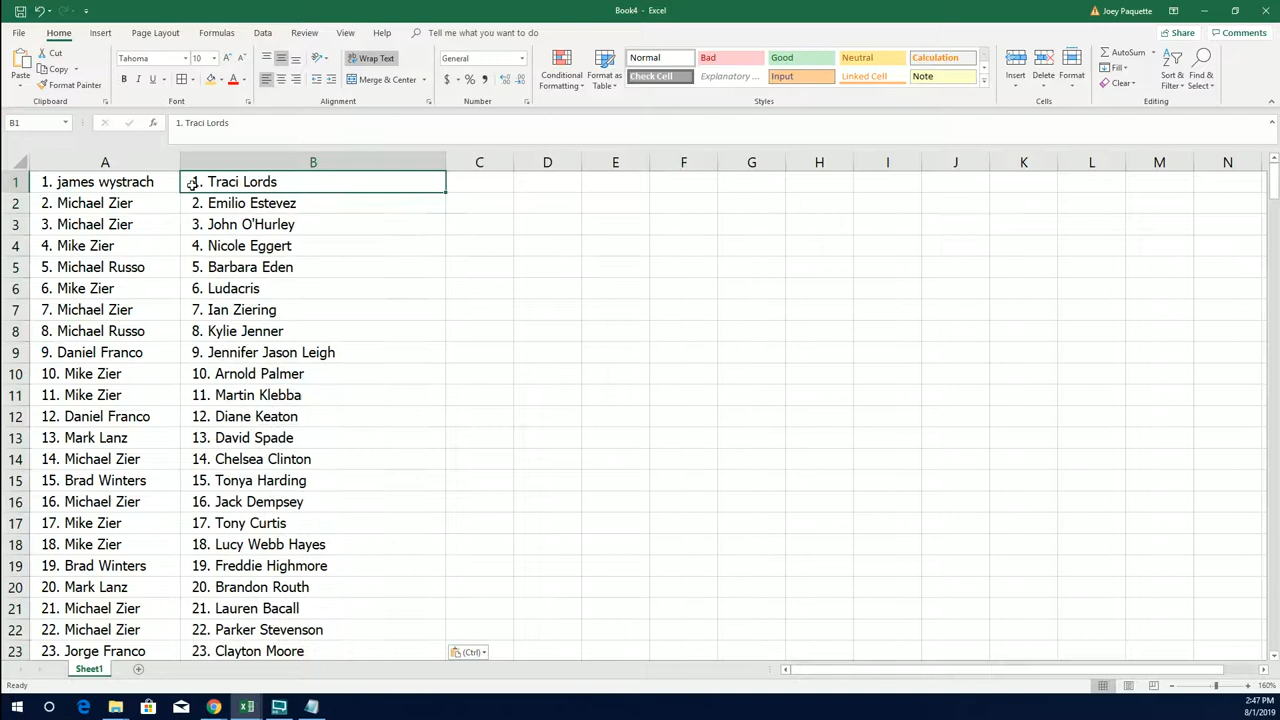 Book4 - Excel
Joey Paquette
File Home Insert Page Layout Formulas Data Review View Help Tell me what you want to do
Share Comments
Paste
Cut
Copy
Format Painter
Clipboard
Tahoma 10
B I U
Font
Wrap Text
Merge & Center
Alignment
General
$ % ,
Number
Conditional Formatting
Format as Table
Normal Bad Good Neutral Calculation
Check Cell Explanatory ... Input Linked Cell Note
Styles
Insert Delete Format
Cells
AutoSum
Fill
Clear
Sort & Filter
Find & Select
Editing
B1
fx
1. Traci Lords
A B C D E F G H I J K L M N
1 1. james wystrach 1. Traci Lords
2 2. Michael Zier 2. Emilio Estevez
3 3. Michael Zier 3. John O'Hurley
4 4. Mike Zier 4. Nicole Eggert
5 5. Michael Russo 5. Barbara Eden
6 6. Mike Zier 6. Ludacris
7 7. Michael Zier 7. Ian Ziering
8 8. Michael Russo 8. Kylie Jenner
9 9. Daniel Franco 9. Jennifer Jason Leigh
10 10. Mike Zier 10. Arnold Palmer
11 11. Mike Zier 11. Martin Klebba
12 12. Daniel Franco 12. Diane Keaton
13 13. Mark Lanz 13. David Spade
14 14. Michael Zier 14. Chelsea Clinton
15 15. Brad Winters 15. Tonya Harding
16 16. Michael Zier 16. Jack Dempsey
17 17. Mike Zier 17. Tony Curtis
18 18. Mike Zier 18. Lucy Webb Hayes
19 19. Brad Winters 19. Freddie Highmore
20 20. Mark Lanz 20. Brandon Routh
21 21. Michael Zier 21. Lauren Bacall
22 22. Michael Zier 22. Parker Stevenson
23 23. Jorge Franco 23. Clayton Moore
(Ctrl)
Sheet1
Ready
160%
2:47 PM
8/1/2019